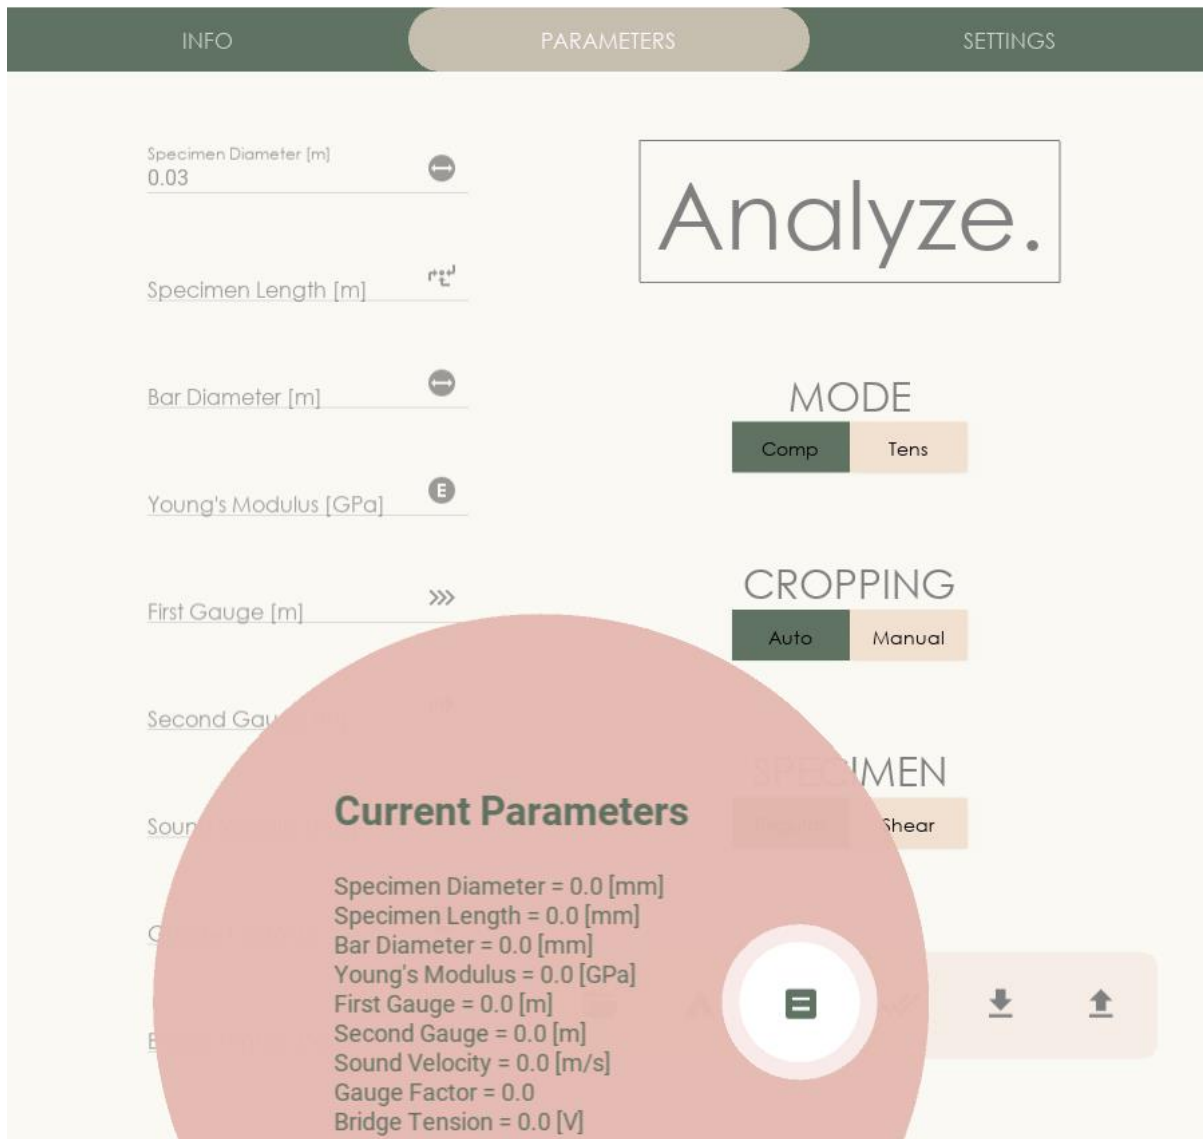 INFO
PARAMETERS
SETTINGS
Specimen Diameter [m]
0.03
Specimen Length [m]
Bar Diameter [m]
Young's Modulus [GPa]
First Gauge [m]
Second
Analyze.
MODE
Comp
Tens
CROPPING
Auto
Manual
SPECIMEN
Shear
Current Parameters
Specimen Diameter = 0.0 [mm]
Specimen Length = 0.0 [mm]
Bar Diameter = 0.0 [mm]
Young's Modulus = 0.0 [GPa]
First Gauge = 0.0 [m]
Second Gauge = 0.0 [m]
Sound Velocity = 0.0 [m/s]
Gauge Factor = 0.0
Bridge Tension = 0.0 [V]